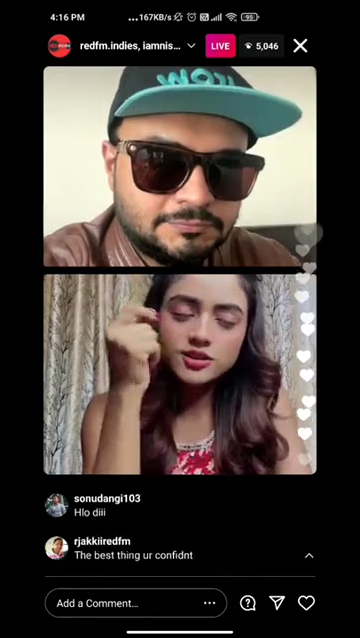 4:16 PM
...167KB/s
99
redfm.indies, iamnis...
LIVE
5,046
sonudangi103
Hlo diii
rjakkiiredfm
The best thing ur confidnt
Add a Comment...